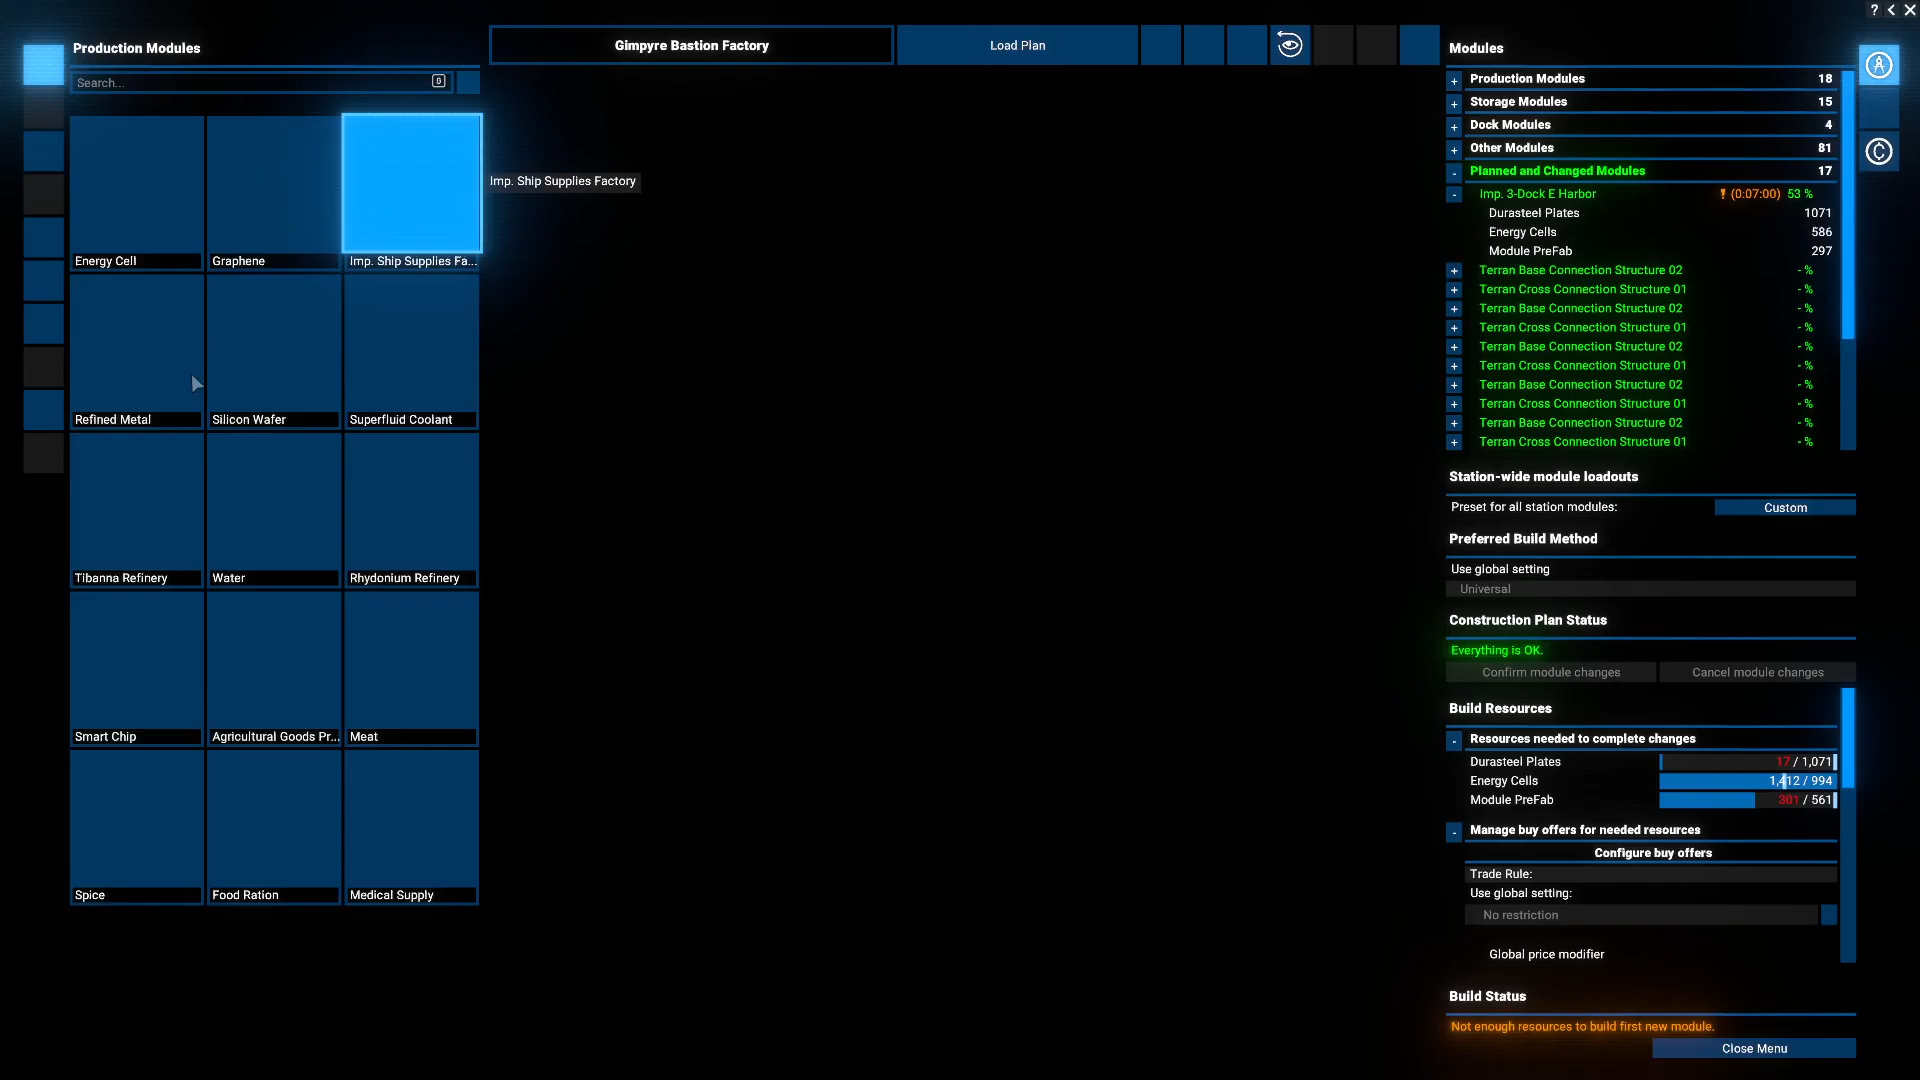 ? < X
Production Modules
Search...
0
Energy Cell
Graphene
Imp. Ship Supplies Fa...
Imp. Ship Supplies Factory
Refined Metal
Silicon Wafer
Superfluid Coolant
Tibanna Refinery
Water
Rhydonium Refinery
Smart Chip
Agricultural Goods Pr...
Meat
Spice
Food Ration
Medical Supply
Gimpyre Bastion Factory
Load Plan
Modules
+ Production Modules 18
+ Storage Modules 15
+ Dock Modules 4
+ Other Modules 81
- Planned and Changed Modules 17
- Imp. 3-Dock E Harbor ! (0:07:00) 53 %
Durasteel Plates 1071
Energy Cells 586
Module PreFab 297
+ Terran Base Connection Structure 02 - %
+ Terran Cross Connection Structure 01 - %
+ Terran Base Connection Structure 02 - %
+ Terran Cross Connection Structure 01 - %
+ Terran Base Connection Structure 02 - %
+ Terran Cross Connection Structure 01 - %
+ Terran Base Connection Structure 02 - %
+ Terran Cross Connection Structure 01 - %
+ Terran Base Connection Structure 02 - %
+ Terran Cross Connection Structure 01 - %
Station-wide module loadouts
Preset for all station modules: Custom
Preferred Build Method
Use global setting
Universal
Construction Plan Status
Everything is OK.
Confirm module changes Cancel module changes
Build Resources
- Resources needed to complete changes
Durasteel Plates 17 / 1,071
Energy Cells 1,412 / 994
Module PreFab 301 / 561
- Manage buy offers for needed resources
Configure buy offers
Trade Rule:
Use global setting:
No restriction
Global price modifier
Build Status
Not enough resources to build first new module.
Close Menu